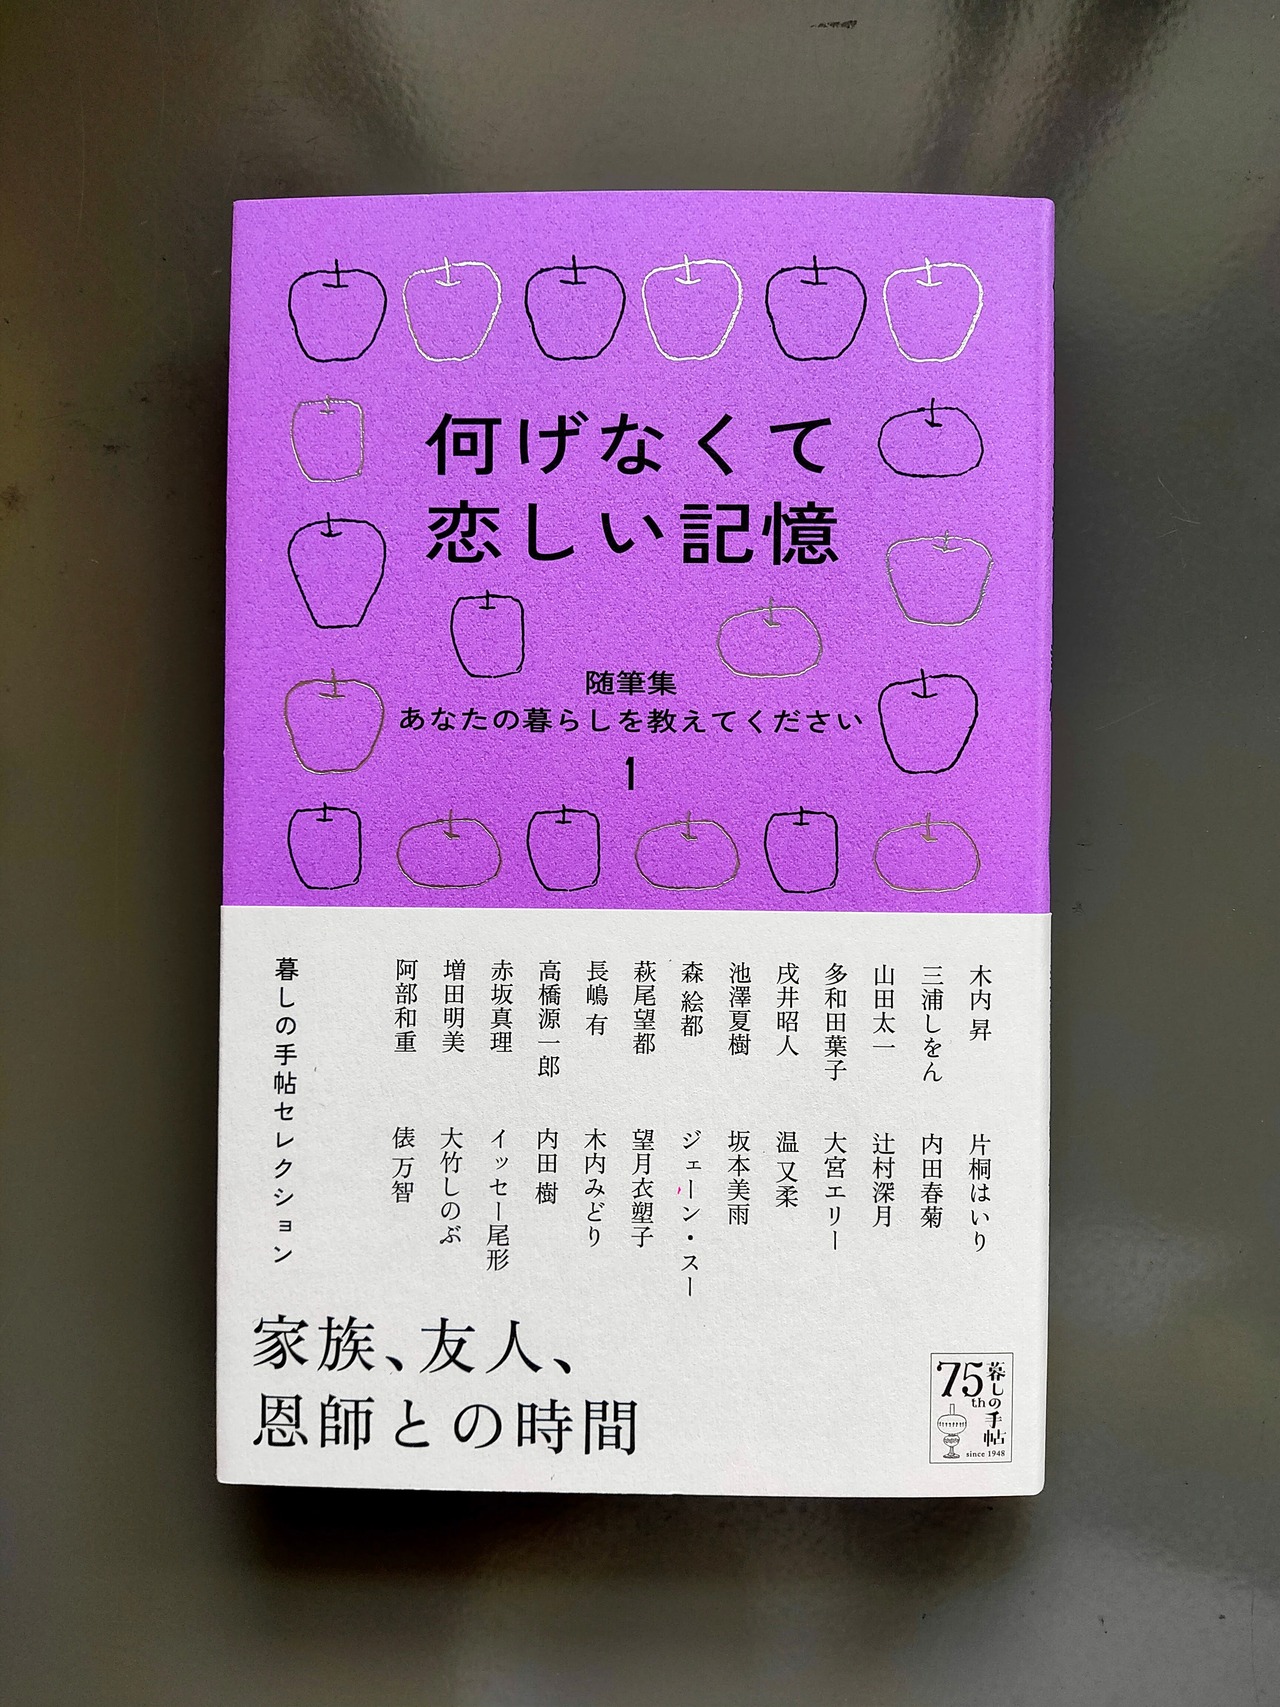 何げなくて
恋しい記憶
随筆集
あなたの暮らしを教えてください
1
木内 昇
三浦しをん
山田太一
多和田葉子
戌井昭人
池澤夏樹
森 絵都
萩尾望都
長嶋 有
高橋源一郎
赤坂真理
増田明美
阿部和重
片桐はいり
内田春菊
辻村深月
大宮エリー
温 又柔
坂本美雨
ジェーン・スー
望月衣塑子
木内みどり
内田 樹
イッセー尾形
大竹しのぶ
俵 万智
暮しの手帖セレクション
家族、友人、
恩師との時間
75th
暮しの手帖
since 1948